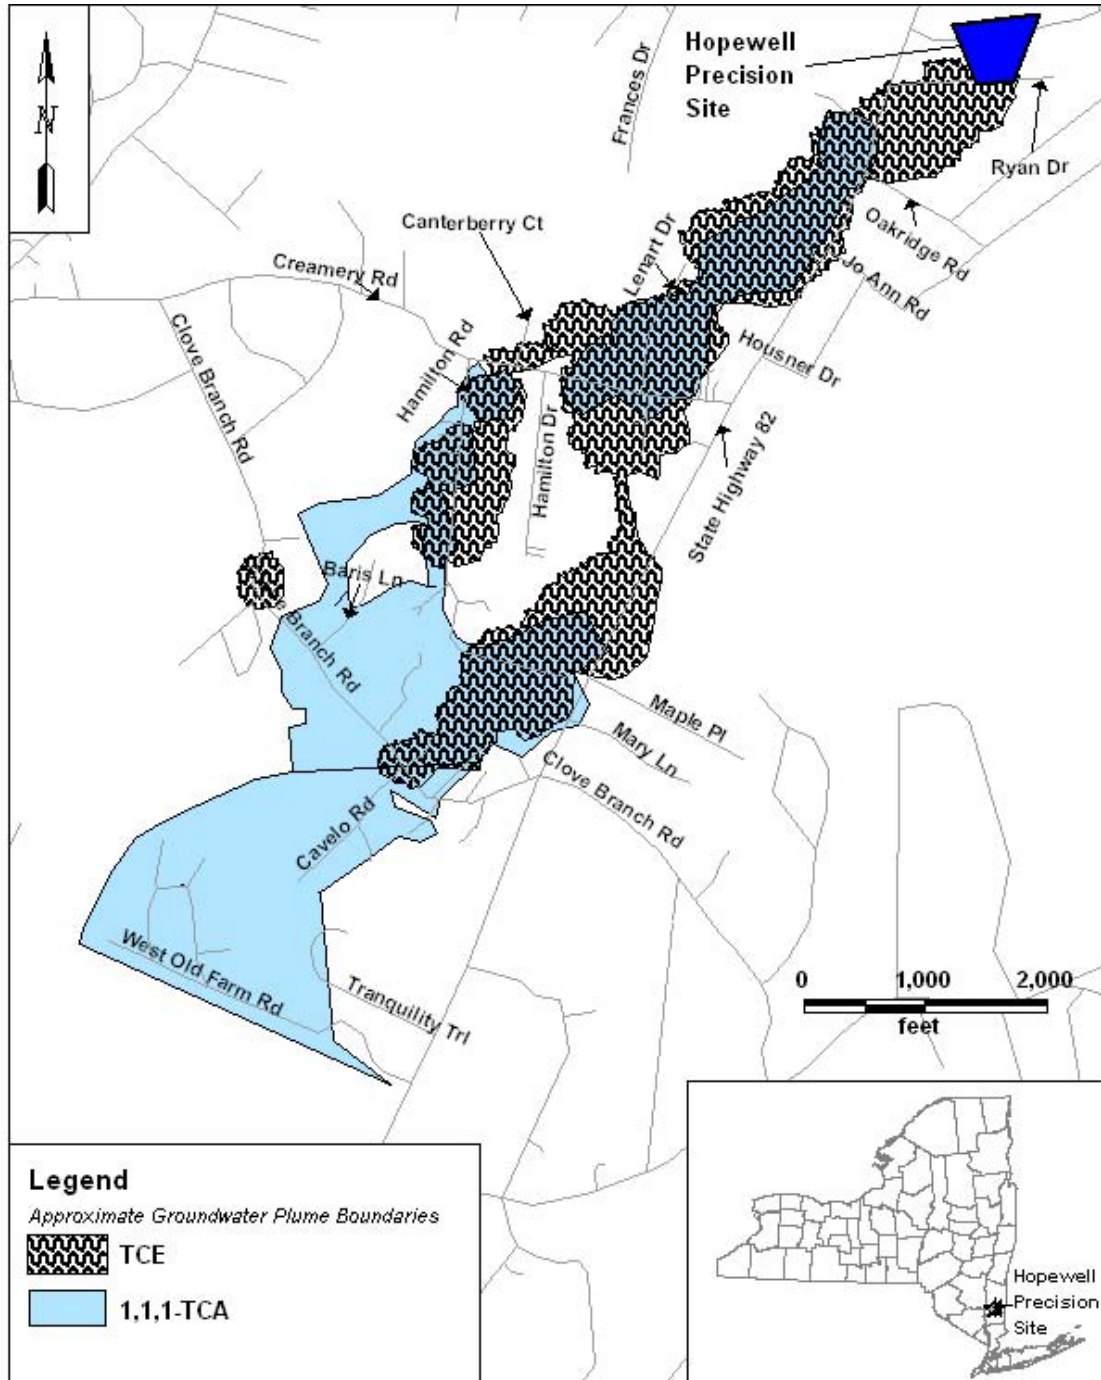 Hopewell
Precision
Site
Frances Dr
N
Ryan Dr
Canterberry Ct
Oakridge Rd
Lenart Dr
Creamery Rd
Jo Ann Rd
Clove Branch Rd
Hamilton Rd
Housner Dr
Hamilton Dr
State Highway 82
Baris Ln
Branch Rd
Maple Pl
Mary Ln
Clove Branch Rd
Cavelo Rd
West Old Farm Rd
Tranquility Trl
0 1,000 2,000
feet
Legend
Approximate Groundwater Plume Boundaries
TCE
1,1,1-TCA
Hopewell
Precision
Site